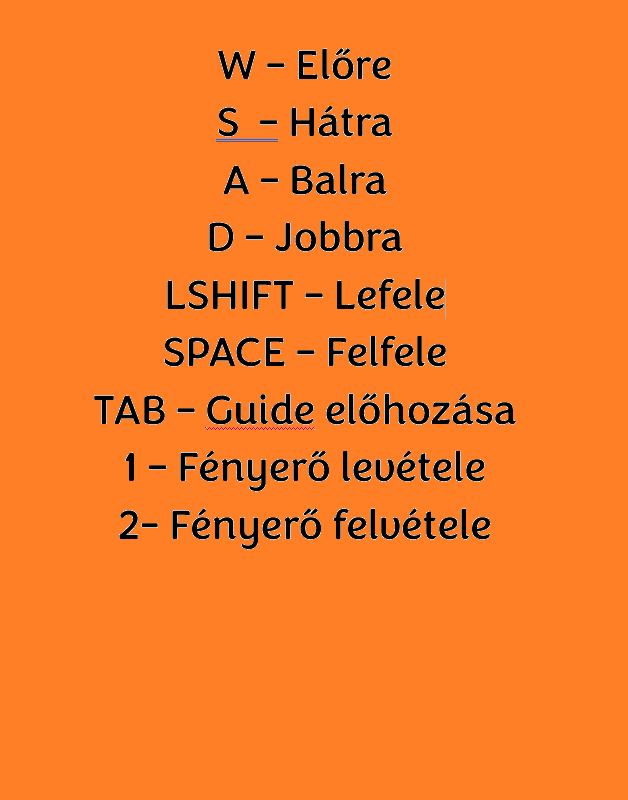 W – Előre
S  – Hátra
A – Balra
D – Jobbra
LSHIFT – Lefele
SPACE – Felfele
TAB – Guide előhozása
1 – Fényerő levétele
2– Fényerő felvétele